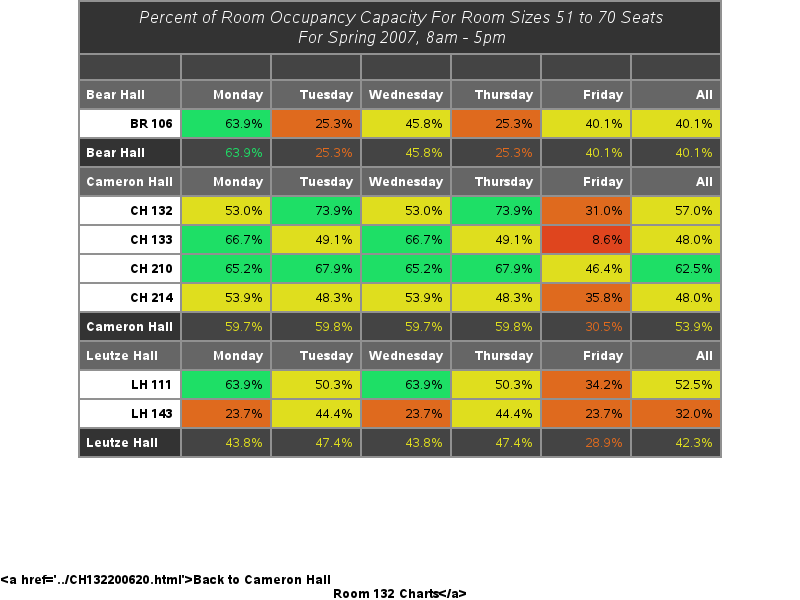 Percent of Room Occupancy Capacity For Room Sizes 51 to 70 Seats
For Spring 2007, 8am - 5pm
Bear Hall Monday Tuesday Wednesday Thursday Friday All
BR 106 63.9% 25.3% 45.8% 25.3% 40.1% 40.1%
Bear Hall 63.9% 25.3% 45.8% 25.3% 40.1% 40.1%
Cameron Hall Monday Tuesday Wednesday Thursday Friday All
CH 132 53.0% 73.9% 53.0% 73.9% 31.0% 57.0%
CH 133 66.7% 49.1% 66.7% 49.1% 8.6% 48.0%
CH 210 65.2% 67.9% 65.2% 67.9% 46.4% 62.5%
CH 214 53.9% 48.3% 53.9% 48.3% 35.8% 48.0%
Cameron Hall 59.7% 59.8% 59.7% 59.8% 30.5% 53.9%
Leutze Hall Monday Tuesday Wednesday Thursday Friday All
LH 111 63.9% 50.3% 63.9% 50.3% 34.2% 52.5%
LH 143 23.7% 44.4% 23.7% 44.4% 23.7% 32.0%
Leutze Hall 43.8% 47.4% 43.8% 47.4% 28.9% 42.3%
<a href='../CH132200620.html'>Back to Cameron Hall
Room 132 Charts</a>